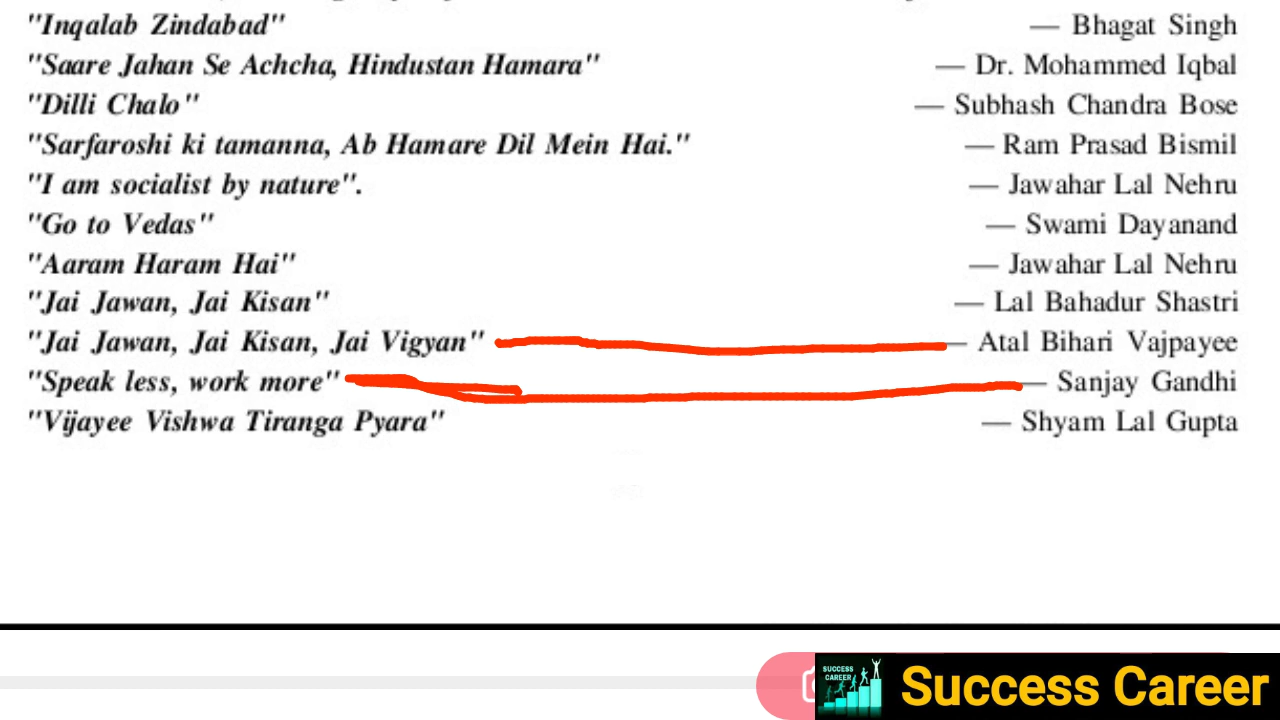 "Inqalab Zindabad" — Bhagat Singh
"Saare Jahan Se Achcha, Hindustan Hamara" — Dr. Mohammed Iqbal
"Dilli Chalo" — Subhash Chandra Bose
"Sarfaroshi ki tamanna, Ab Hamare Dil Mein Hai." — Ram Prasad Bismil
"I am socialist by nature". — Jawahar Lal Nehru
"Go to Vedas" — Swami Dayanand
"Aaram Haram Hai" — Jawahar Lal Nehru
"Jai Jawan, Jai Kisan" — Lal Bahadur Shastri
"Jai Jawan, Jai Kisan, Jai Vigyan" — Atal Bihari Vajpayee
"Speak less, work more" — Sanjay Gandhi
"Vijayee Vishwa Tiranga Pyara" — Shyam Lal Gupta
SUCCESS
CAREER
Success Career